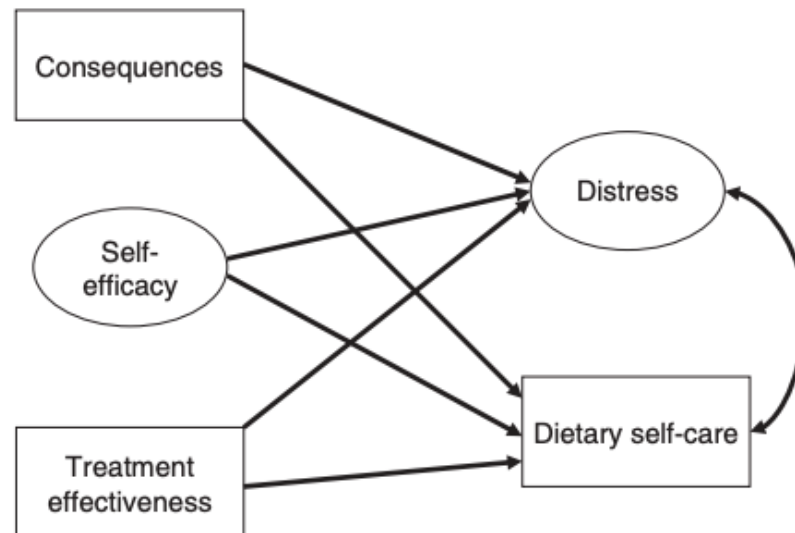 Consequences
Distress
Self-
efficacy
Dietary self-care
Treatment
effectiveness